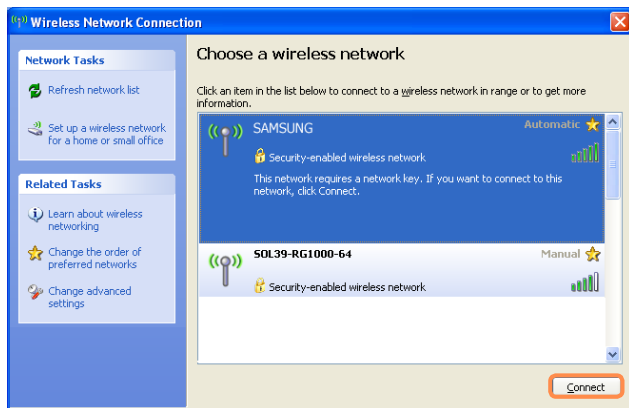 Wireless Network Connection
Network Tasks
Refresh network list
Set up a wireless network
for a home or small office
Related Tasks
Learn about wireless
networking
Change the order of
preferred networks
Change advanced
settings
Choose a wireless network
Click an item in the list below to connect to a wireless network in range or to get more
information.
SAMSUNG
Automatic
Security-enabled wireless network
This network requires a network key. If you want to connect to this
network, click Connect.
SOL39-RG1000-64
Manual
Security-enabled wireless network
Connect